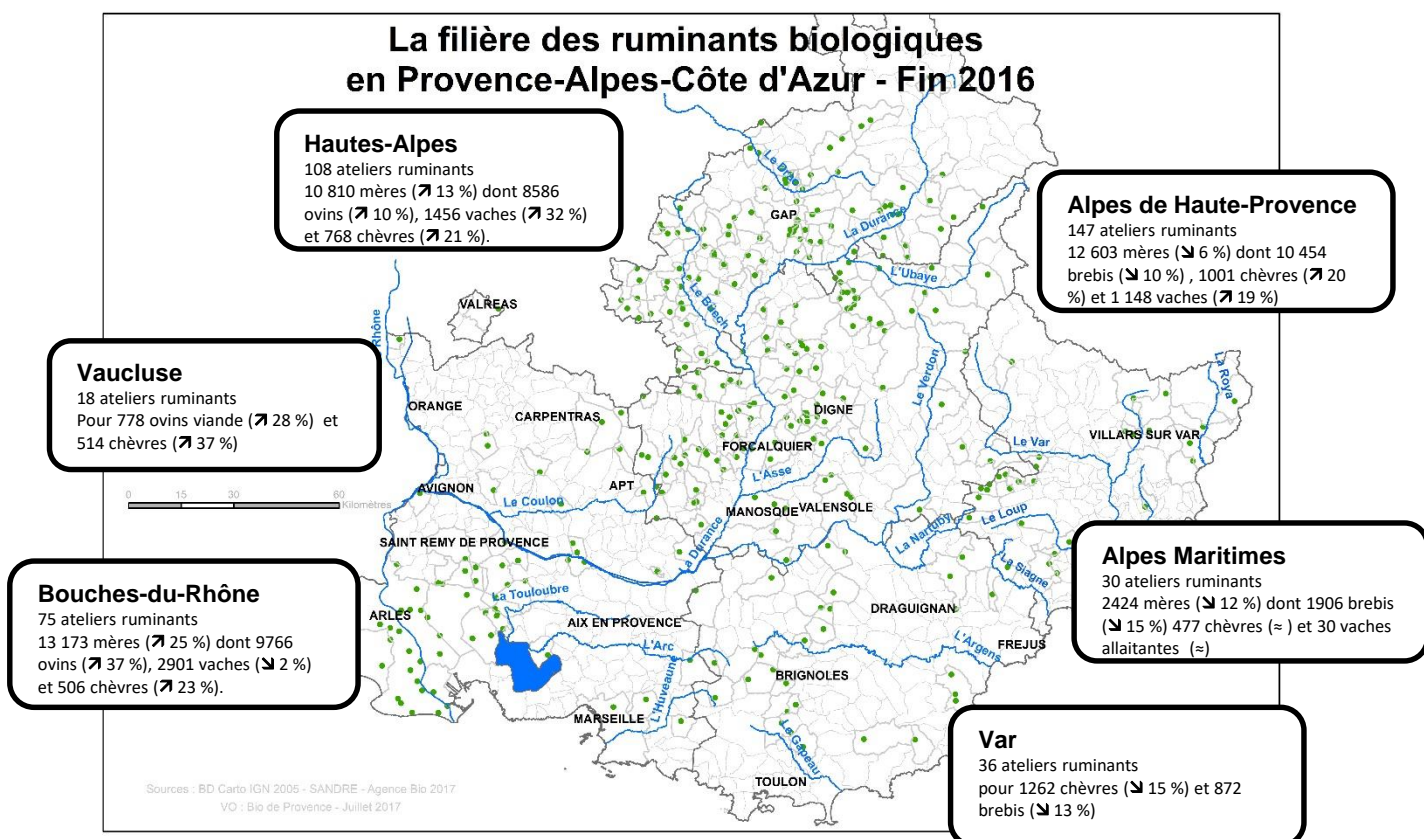 La filière des ruminants biologiques
en Provence-Alpes-Côte d'Azur - Fin 2016
Hautes-Alpes
108 ateliers ruminants
10 810 mères (↗ 13 %) dont 8586
ovins (↗ 10 %), 1456 vaches (↗ 32 %)
et 768 chèvres (↗ 21 %).
Alpes de Haute-Provence
147 ateliers ruminants
12 603 mères (↘ 6 %) dont 10 454
brebis (↘ 10 %) , 1001 chèvres (↗ 20
%) et 1 148 vaches (↗ 19 %)
Vaucluse
18 ateliers ruminants
Pour 778 ovins viande (↗ 28 %) et
514 chèvres (↗ 37 %)
Bouches-du-Rhône
75 ateliers ruminants
13 173 mères (↗ 25 %) dont 9766
ovins (↗ 37 %), 2901 vaches (↘ 2 %)
et 506 chèvres (↗ 23 %).
Alpes Maritimes
30 ateliers ruminants
2424 mères (↘ 12 %) dont 1906 brebis
(↘ 15 %) 477 chèvres (≈ ) et 30 vaches
allaitantes (≈)
Var
36 ateliers ruminants
pour 1262 chèvres (↘ 15 %) et 872
brebis (↘ 13 %)
Le Drac
GAP
La Durance
L'Ubaye
Le Buech
VALREAS
Rhône
ORANGE
CARPENTRAS
DIGNE
Le Verdon
La Roya
VILLARS SUR VAR
Le Var
FORCALQUIER
L'Asse
AVIGNON
APT
Le Coulon
MANOSQUE
VALENSOLE
La Nartuby
Le Loup
La Siagne
SAINT REMY DE PROVENCE
La Durance
La Touloubre
ARLES
AIX EN PROVENCE
L'Arc
DRAGUIGNAN
L'Argens
FREJUS
BRIGNOLES
L'Huveaune
MARSEILLE
Le Gapeau
TOULON
0 15 30 60
Kilomètres
Sources : BD Carto IGN 2005 - SANDRE - Agence Bio 2017
VO : Bio de Provence - Juillet 2017